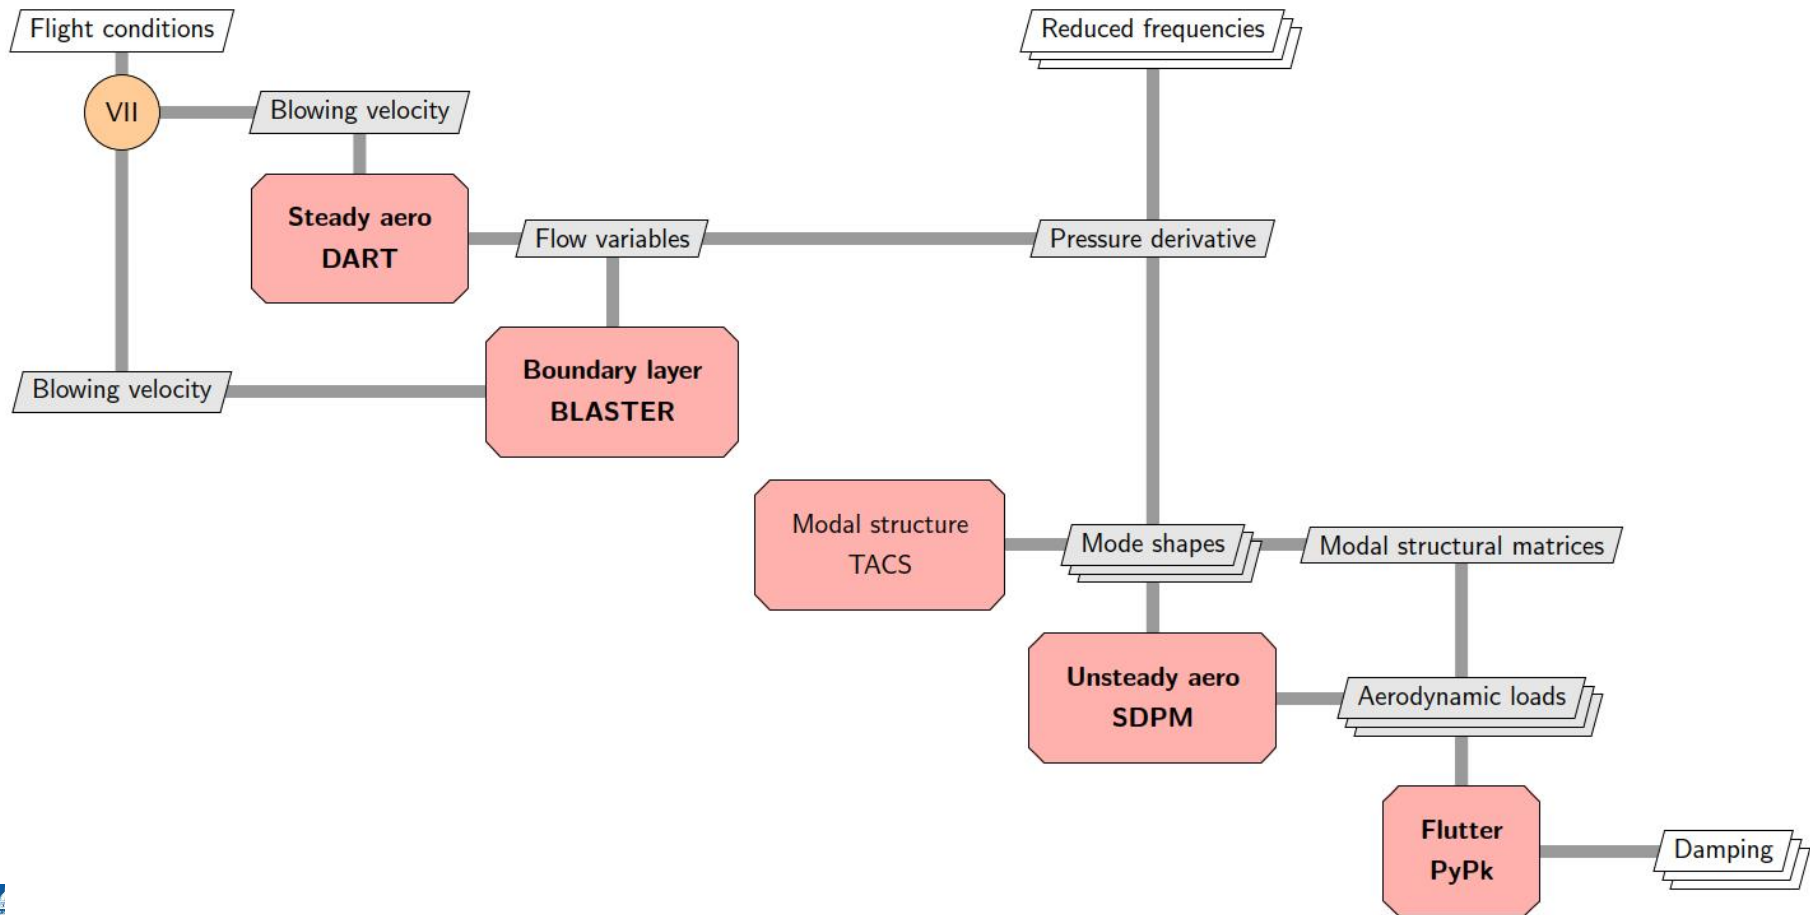 Flight conditions
Reduced frequencies
VII
Blowing velocity
Steady aero
DART
Flow variables
Pressure derivative
Boundary layer
BLASTER
Blowing velocity
Modal structure
TACS
Mode shapes
Modal structural matrices
Unsteady aero
SDPM
Aerodynamic loads
Flutter
PyPk
Damping